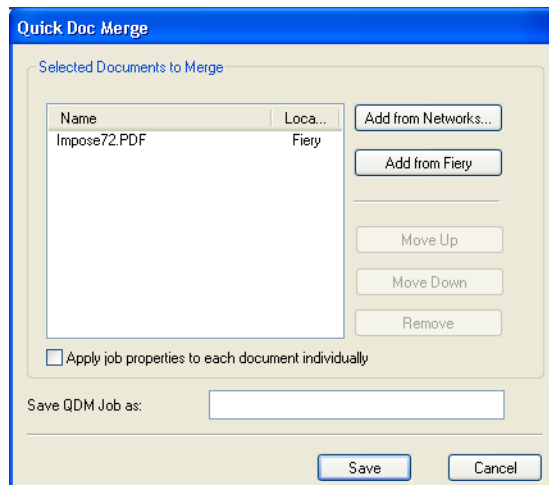 Quick Doc Merge
Selected Documents to Merge
Name Loca...
Impose72.PDF Fiery
Add from Networks...
Add from Fiery
Move Up
Move Down
Remove
Apply job properties to each document individually
Save QDM Job as:
Save Cancel